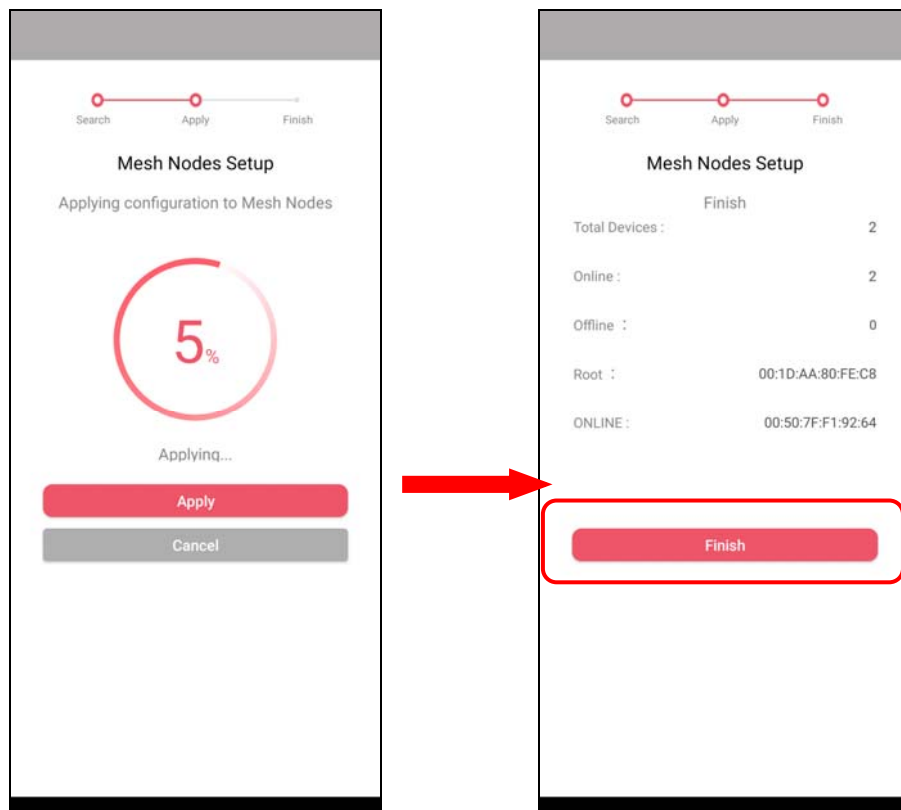 Search Apply Finish
Mesh Nodes Setup
Applying configuration to Mesh Nodes
5%
Applying...
Apply
Cancel
Search Apply Finish
Mesh Nodes Setup
Finish
Total Devices : 2
Online : 2
Offline : 0
Root : 00:1D:AA:80:FE:C8
ONLINE : 00:50:7F:F1:92:64
Finish